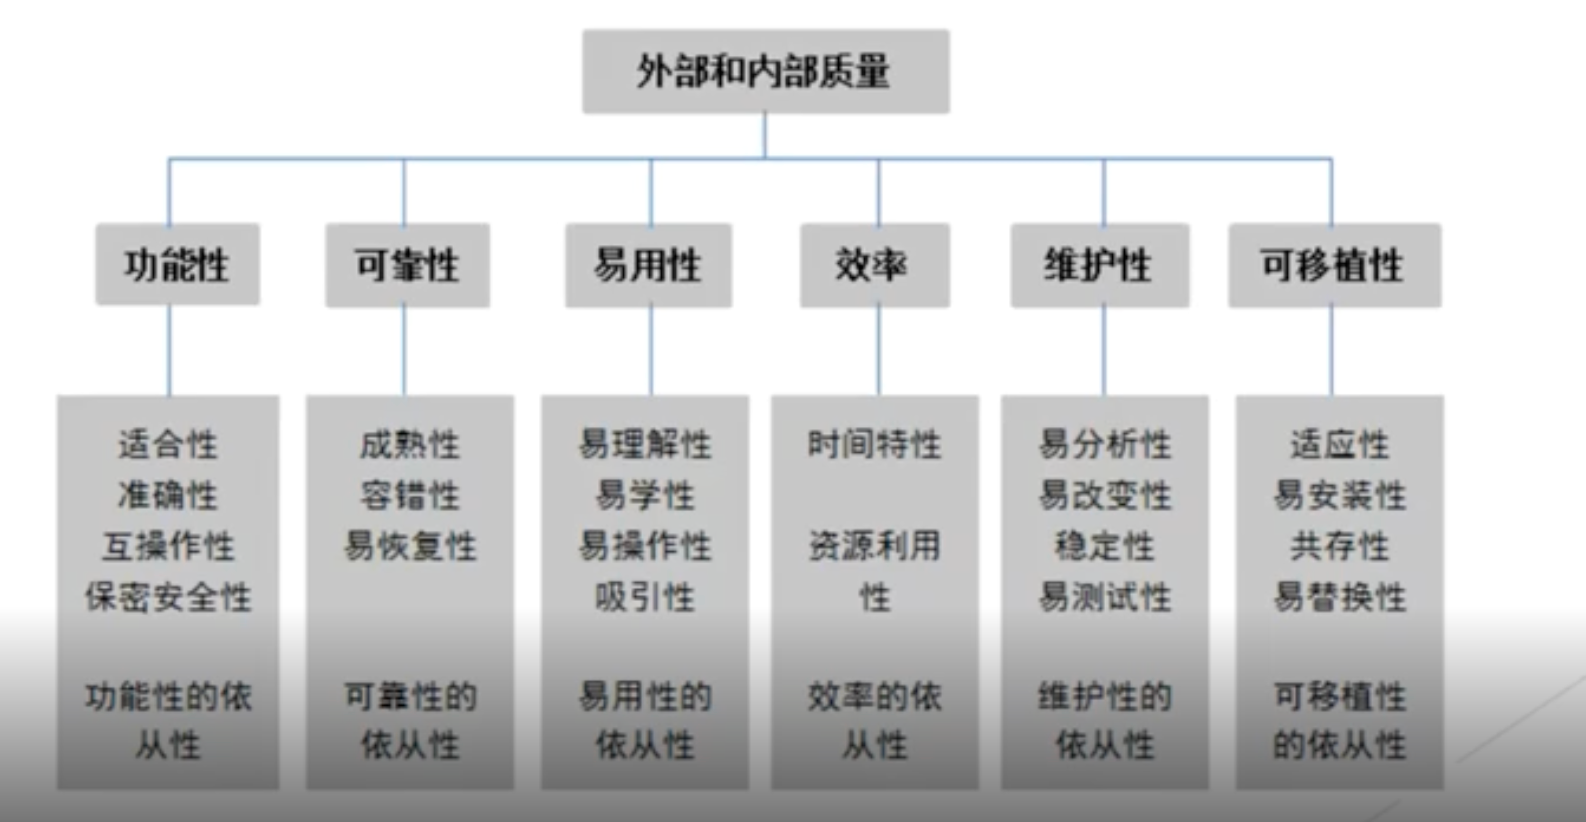 外部和内部质量
功能性
可靠性
易用性
效率
维护性
可移植性
适合性
准确性
互操作性
保密安全性
功能性的依
从性
成熟性
容错性
易恢复性
可靠性的
依从性
易理解性
易学性
易操作性
吸引性
易用性的
依从性
时间特性
资源利用
性
效率的依
从性
易分析性
易改变性
稳定性
易测试性
维护性的
依从性
适应性
易安装性
共存性
易替换性
可移植性
的依从性